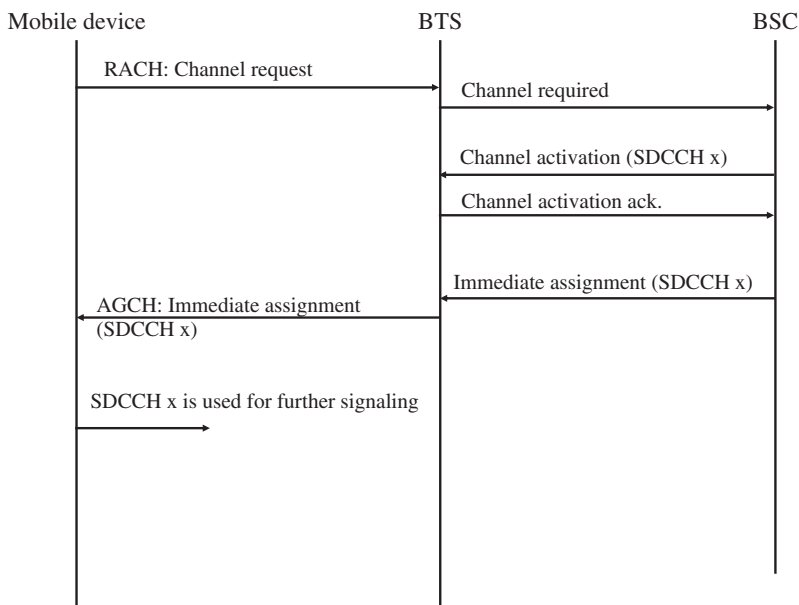 Mobile device
BTS
BSC
RACH: Channel request
Channel required
Channel activation (SDCCH x)
Channel activation ack.
Immediate assignment (SDCCH x)
AGCH: Immediate assignment
(SDCCH x)
SDCCH x is used for further signaling